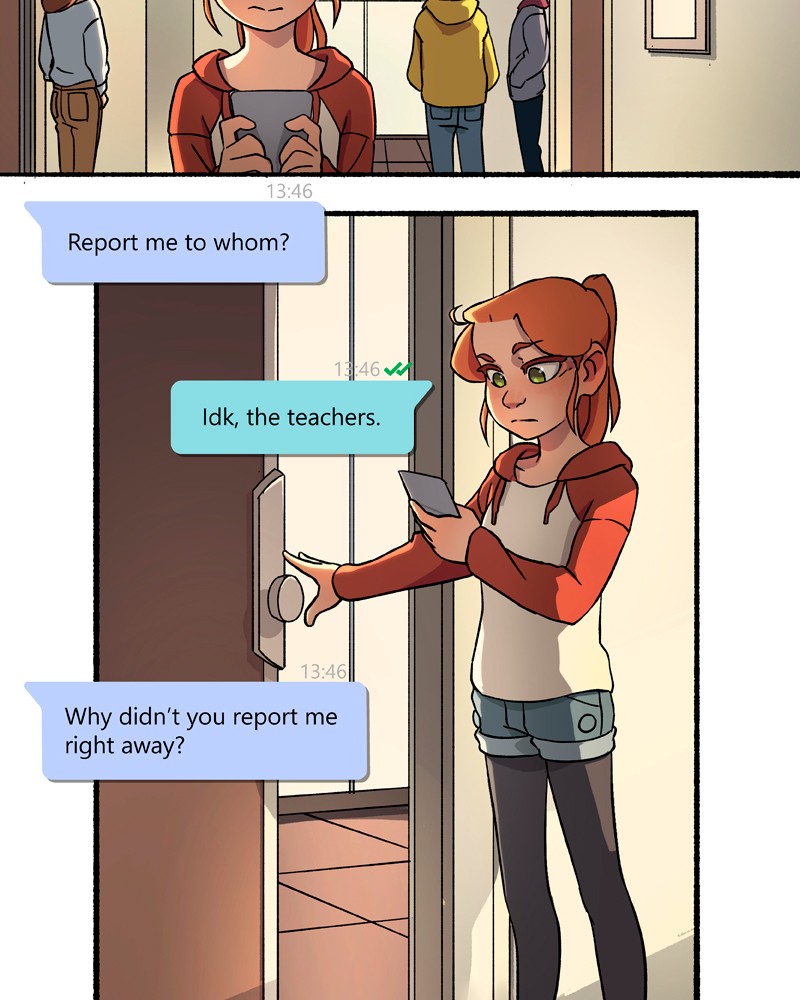 13:46
Report me to whom?
13:46
Idk, the teachers.
13:46
Why didn't you report me
right away?